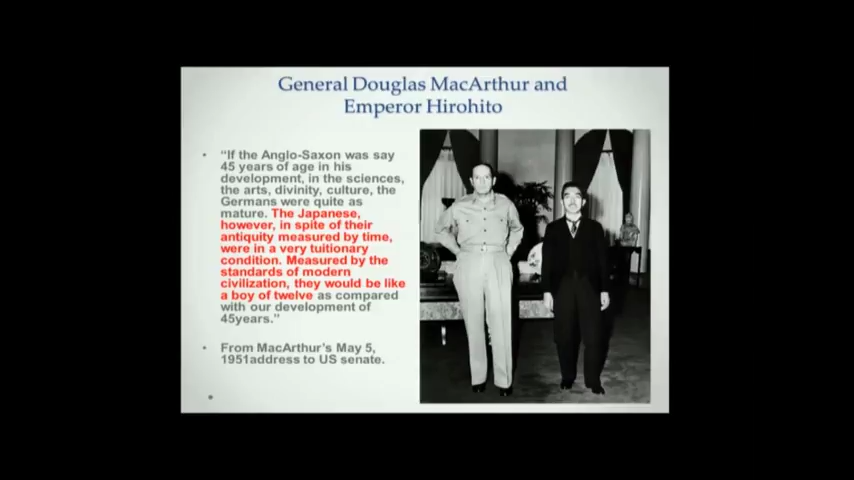 General Douglas MacArthur and
Emperor Hirohito
• "If the Anglo-Saxon was say
45 years of age in his
development, in the sciences,
the arts, divinity, culture, the
Germans were quite as
mature. The Japanese,
however, in spite of their
antiquity measured by time,
were in a very tuitionary
condition. Measured by the
standards of modern
civilization, they would be like
a boy of twelve as compared
with our development of
45years."
• From MacArthur's May 5,
1951address to US senate.